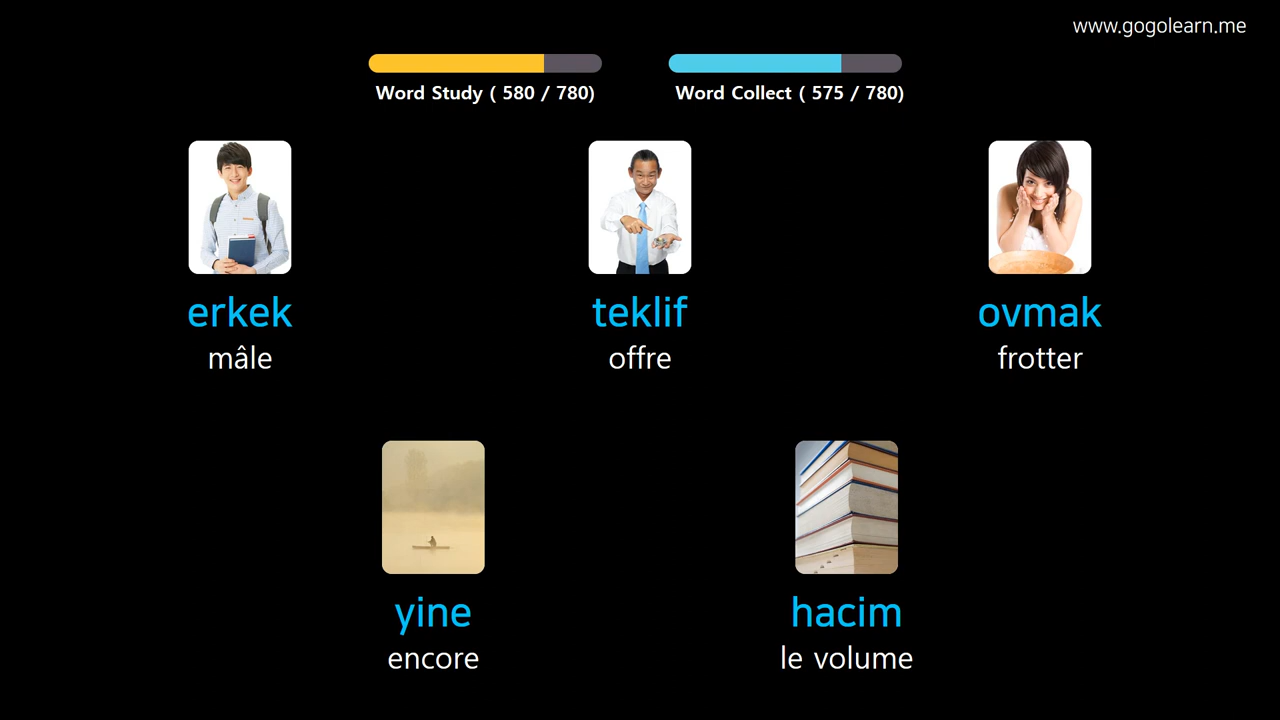 www.gogolearn.me
Word Study ( 580 / 780)
Word Collect ( 575 / 780)
erkek
mâle
teklif
offre
ovmak
frotter
yine
encore
hacim
le volume